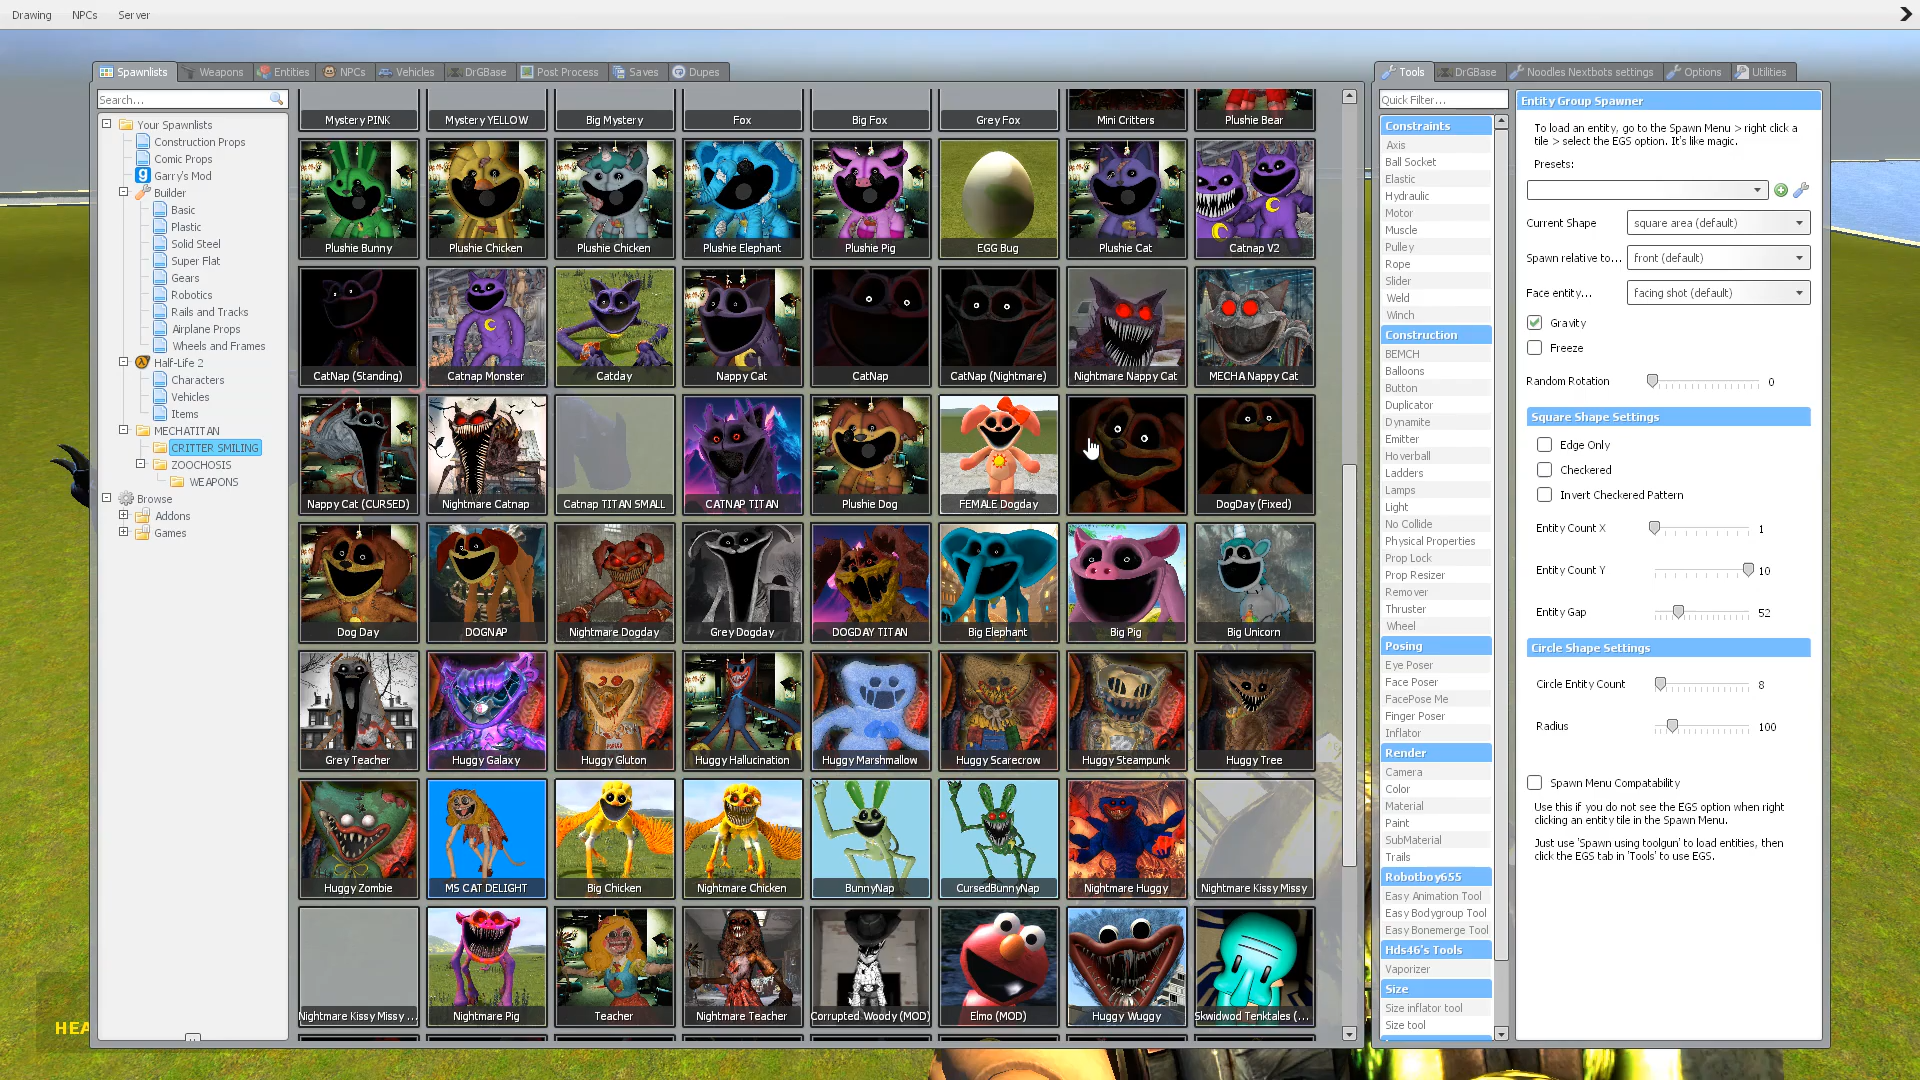 Drawing NPCs Server
Spawnlists Weapons Entities NPCs Vehicles DrGBase Post Process Saves Dupes
Search...
Your Spawnlists
Construction Props
Comic Props
Garry's Mod
Builder
Basic
Plastic
Solid Steel
Super Flat
Gears
Robotics
Rails and Tracks
Airplane Props
Wheels and Frames
Half-Life 2
Characters
Vehicles
Items
MECHATITAN
CRITTER SMILING
ZOOCHOSIS
WEAPONS
Browse
Addons
Games
Mystery PINK Mystery YELLOW Big Mystery Fox Big Fox Grey Fox Mini Critters Plushie Bear
Plushie Bunny Plushie Chicken Plushie Chicken Plushie Elephant Plushie Pig EGG Bug Plushie Cat Catnap V2
CatNap (Standing) Catnap Monster Catday Nappy Cat CatNap CatNap (Nightmare) Nightmare Nappy Cat MECHA Nappy Cat
Nappy Cat (CURSED) Nightmare Catnap Catnap TITAN SMALL CATNAP TITAN Plushie Dog FEMALE Dogday DogDay (Fixed)
Dog Day DOGNAP Nightmare Dogday Grey Dogday DOGDAY TITAN Big Elephant Big Pig Big Unicorn
Grey Teacher Huggy Galaxy Huggy Gluton Huggy Hallucination Huggy Marshmallow Huggy Scarecrow Huggy Steampunk Huggy Tree
Huggy Zombie MS CAT DELIGHT Big Chicken Nightmare Chicken BunnyNap CursedBunnyNap Nightmare Huggy Nightmare Kissy Missy
Nightmare Kissy Missy ... Nightmare Pig Teacher Nightmare Teacher Corrupted Woody (MOD) Elmo (MOD) Huggy Wuggy Skwidwod Tenktales (...
HEA
Tools DrGBase Noodles Nextbots settings Options Utilities
Quick Filter...
Constraints
Axis
Ball Socket
Elastic
Hydraulic
Motor
Muscle
Pulley
Rope
Slider
Weld
Winch
Construction
BEMCH
Balloons
Button
Duplicator
Dynamite
Emitter
Hoverball
Ladders
Lamps
Light
No Collide
Physical Properties
Prop Lock
Prop Resizer
Remover
Thruster
Wheel
Posing
Eye Poser
Face Poser
FacePose Me
Finger Poser
Inflator
Render
Camera
Color
Material
Paint
SubMaterial
Trails
Robotboy655
Easy Animation Tool
Easy Bodygroup Tool
Easy Bonemerge Tool
Hds46's Tools
Vaporizer
Size
Size inflator tool
Size tool
Entity Group Spawner
To load an entity, go to the Spawn Menu > right click a
tile > select the EGS option. It's like magic.
Presets:
Current Shape square area (default)
Spawn relative to... front (default)
Face entity... facing shot (default)
Gravity
Freeze
Random Rotation 0
Square Shape Settings
Edge Only
Checkered
Invert Checkered Pattern
Entity Count X 1
Entity Count Y 10
Entity Gap 52
Circle Shape Settings
Circle Entity Count 8
Radius 100
Spawn Menu Compatability
Use this if you do not see the EGS option when right
clicking an entity tile in the Spawn Menu.
Just use 'Spawn using toolgun' to load entities, then
click the EGS tab in 'Tools' to use EGS.